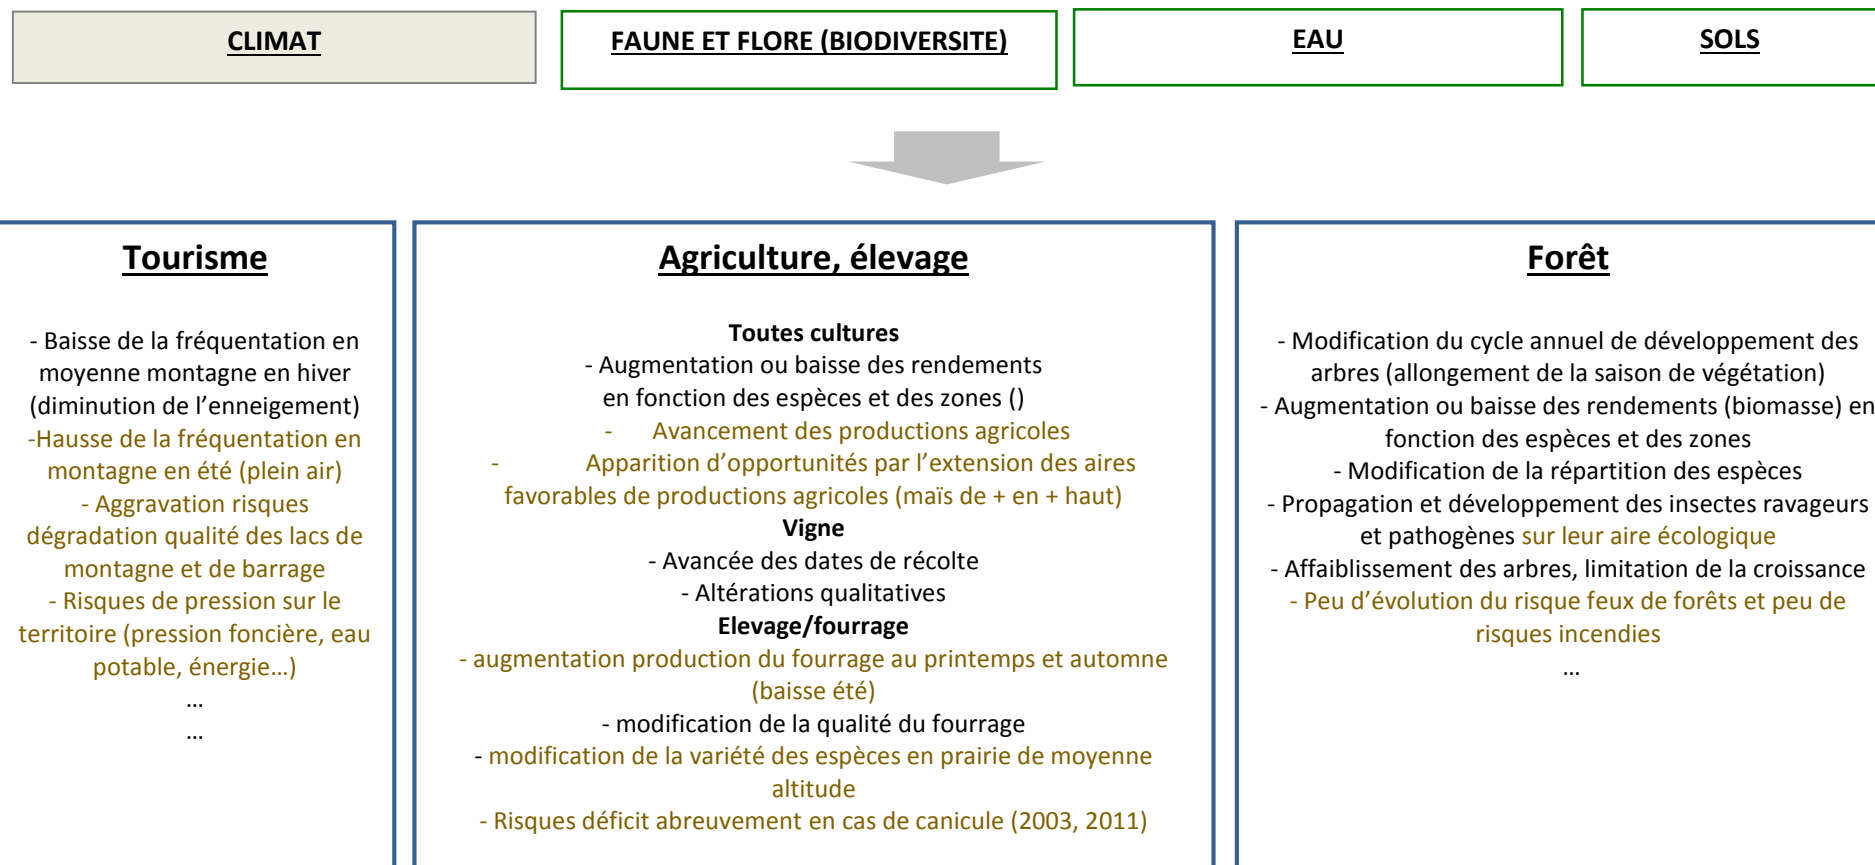 CLIMAT
FAUNE ET FLORE (BIODIVERSITE)
EAU
SOLS
Tourisme
- Baisse de la fréquentation en
moyenne montagne en hiver
(diminution de l’enneigement)
-Hausse de la fréquentation en
montagne en été (plein air)
- Aggravation risques
dégradation qualité des lacs de
montagne et de barrage
- Risques de pression sur le
territoire (pression foncière, eau
potable, énergie…)
…
…
Agriculture, élevage
Toutes cultures
- Augmentation ou baisse des rendements
en fonction des espèces et des zones ()
- Avancement des productions agricoles
- Apparition d’opportunités par l’extension des aires
favorables de productions agricoles (maïs de + en + haut)
Vigne
- Avancée des dates de récolte
- Altérations qualitatives
Elevage/fourrage
- augmentation production du fourrage au printemps et automne
(baisse été)
- modification de la qualité du fourrage
- modification de la variété des espèces en prairie de moyenne
altitude
- Risques déficit abreuvement en cas de canicule (2003, 2011)
Forêt
- Modification du cycle annuel de développement des
arbres (allongement de la saison de végétation)
- Augmentation ou baisse des rendements (biomasse) en
fonction des espèces et des zones
- Modification de la répartition des espèces
- Propagation et développement des insectes ravageurs
et pathogènes sur leur aire écologique
- Affaiblissement des arbres, limitation de la croissance
- Peu d’évolution du risque feux de forêts et peu de
risques incendies
…